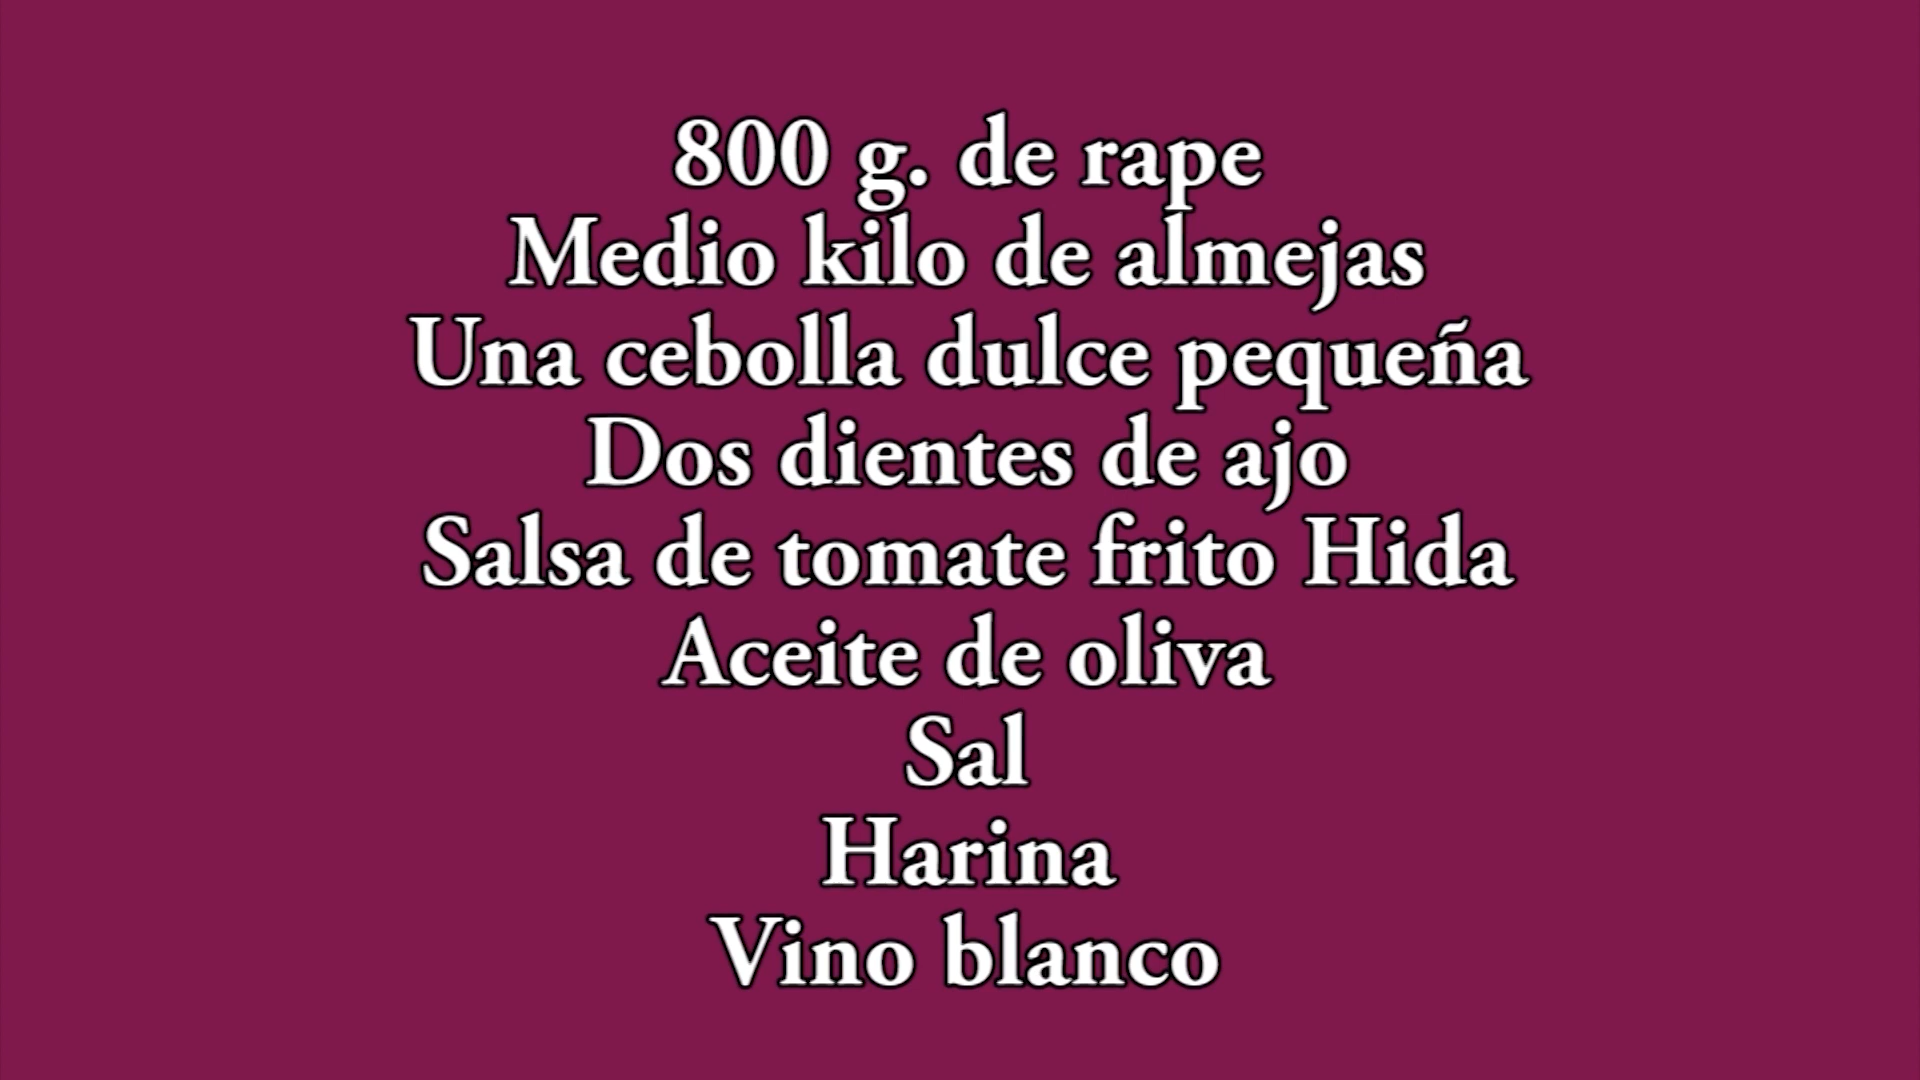 800 g. de rape
Medio kilo de almejas
Una cebolla dulce pequeña
Dos dientes de ajo
Salsa de tomate frito Hida
Aceite de oliva
Sal
Harina
Vino blanco